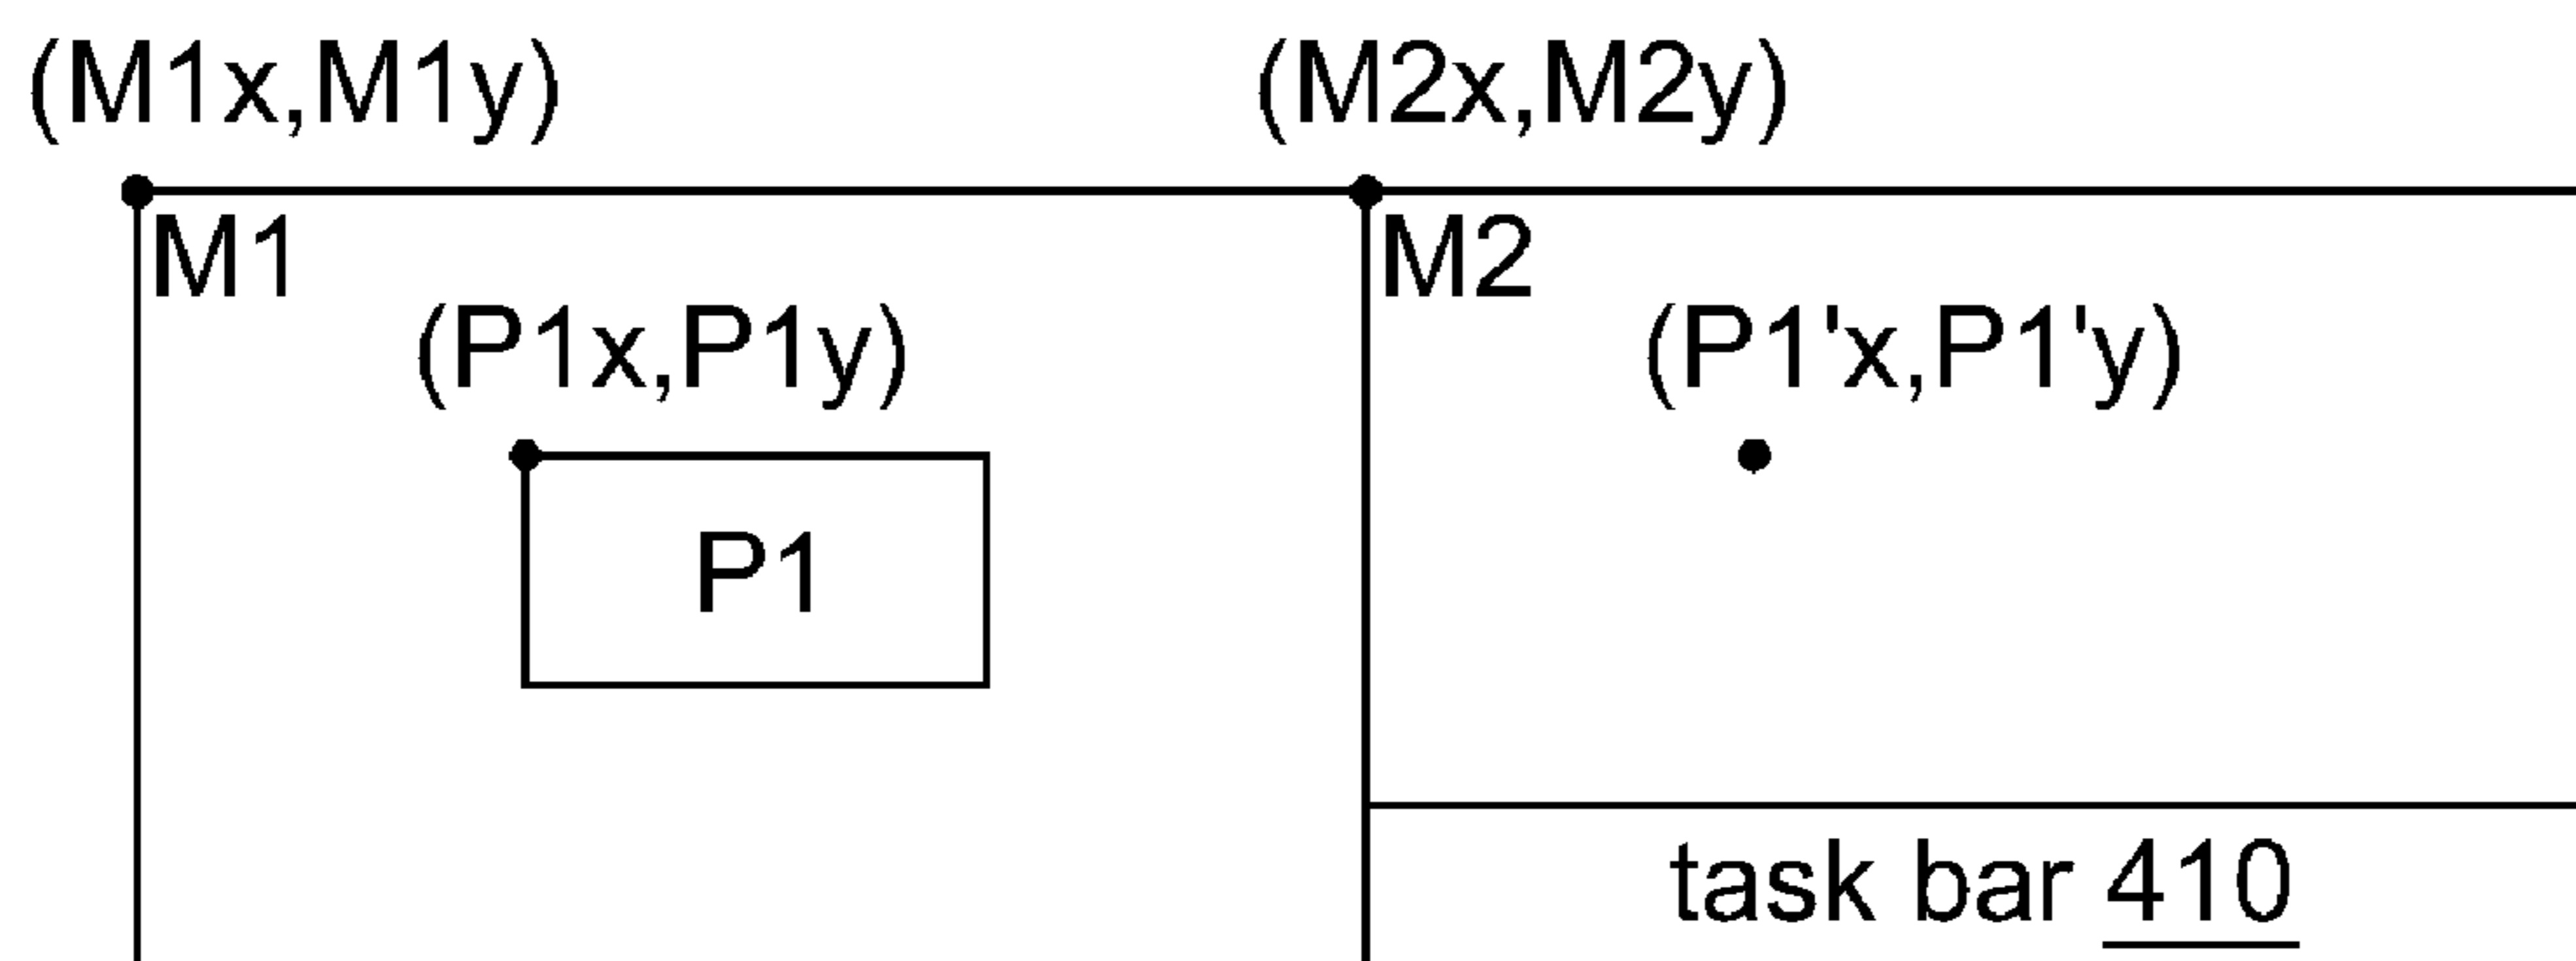 (M1x,M1y) (M2x,M2y)
M1 M2
(P1x,P1y) (P1'x,P1'y)
P1
task bar 410